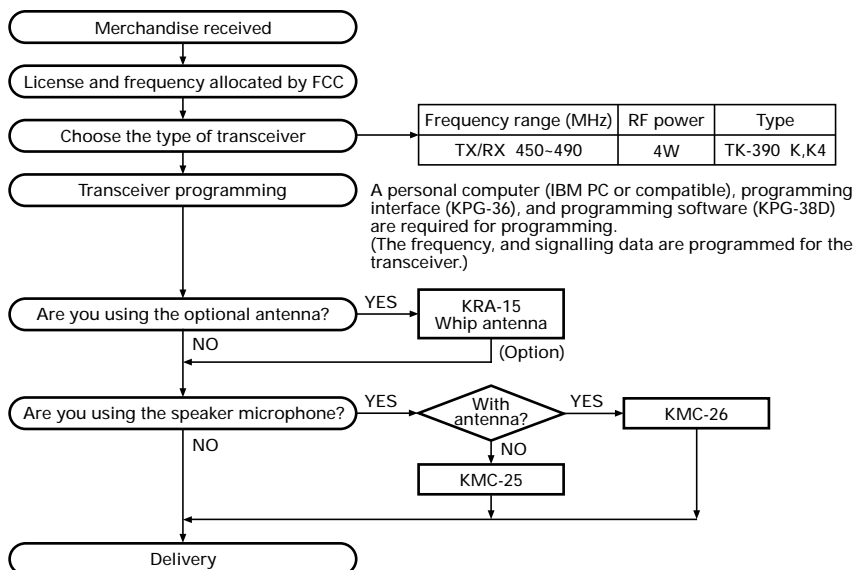 Merchandise received
License and frequency allocated by FCC
Choose the type of transceiver
Frequency range (MHz) RF power Type
TX/RX 450~490 4W TK-390 K,K4
Transceiver programming
A personal computer (IBM PC or compatible), programming
interface (KPG-36), and programming software (KPG-38D)
are required for programming.
(The frequency, and signalling data are programmed for the
transceiver.)
Are you using the optional antenna?
YES
KRA-15
Whip antenna
NO
(Option)
Are you using the speaker microphone?
YES
With
antenna?
YES
KMC-26
NO
NO
KMC-25
Delivery